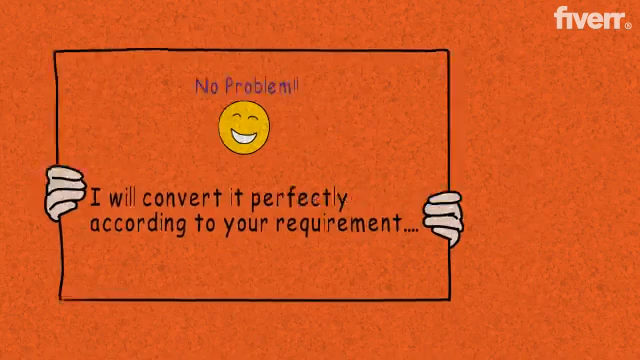 fiverr®
No Problem!!
I will convert it perfectly
according to your requirement....